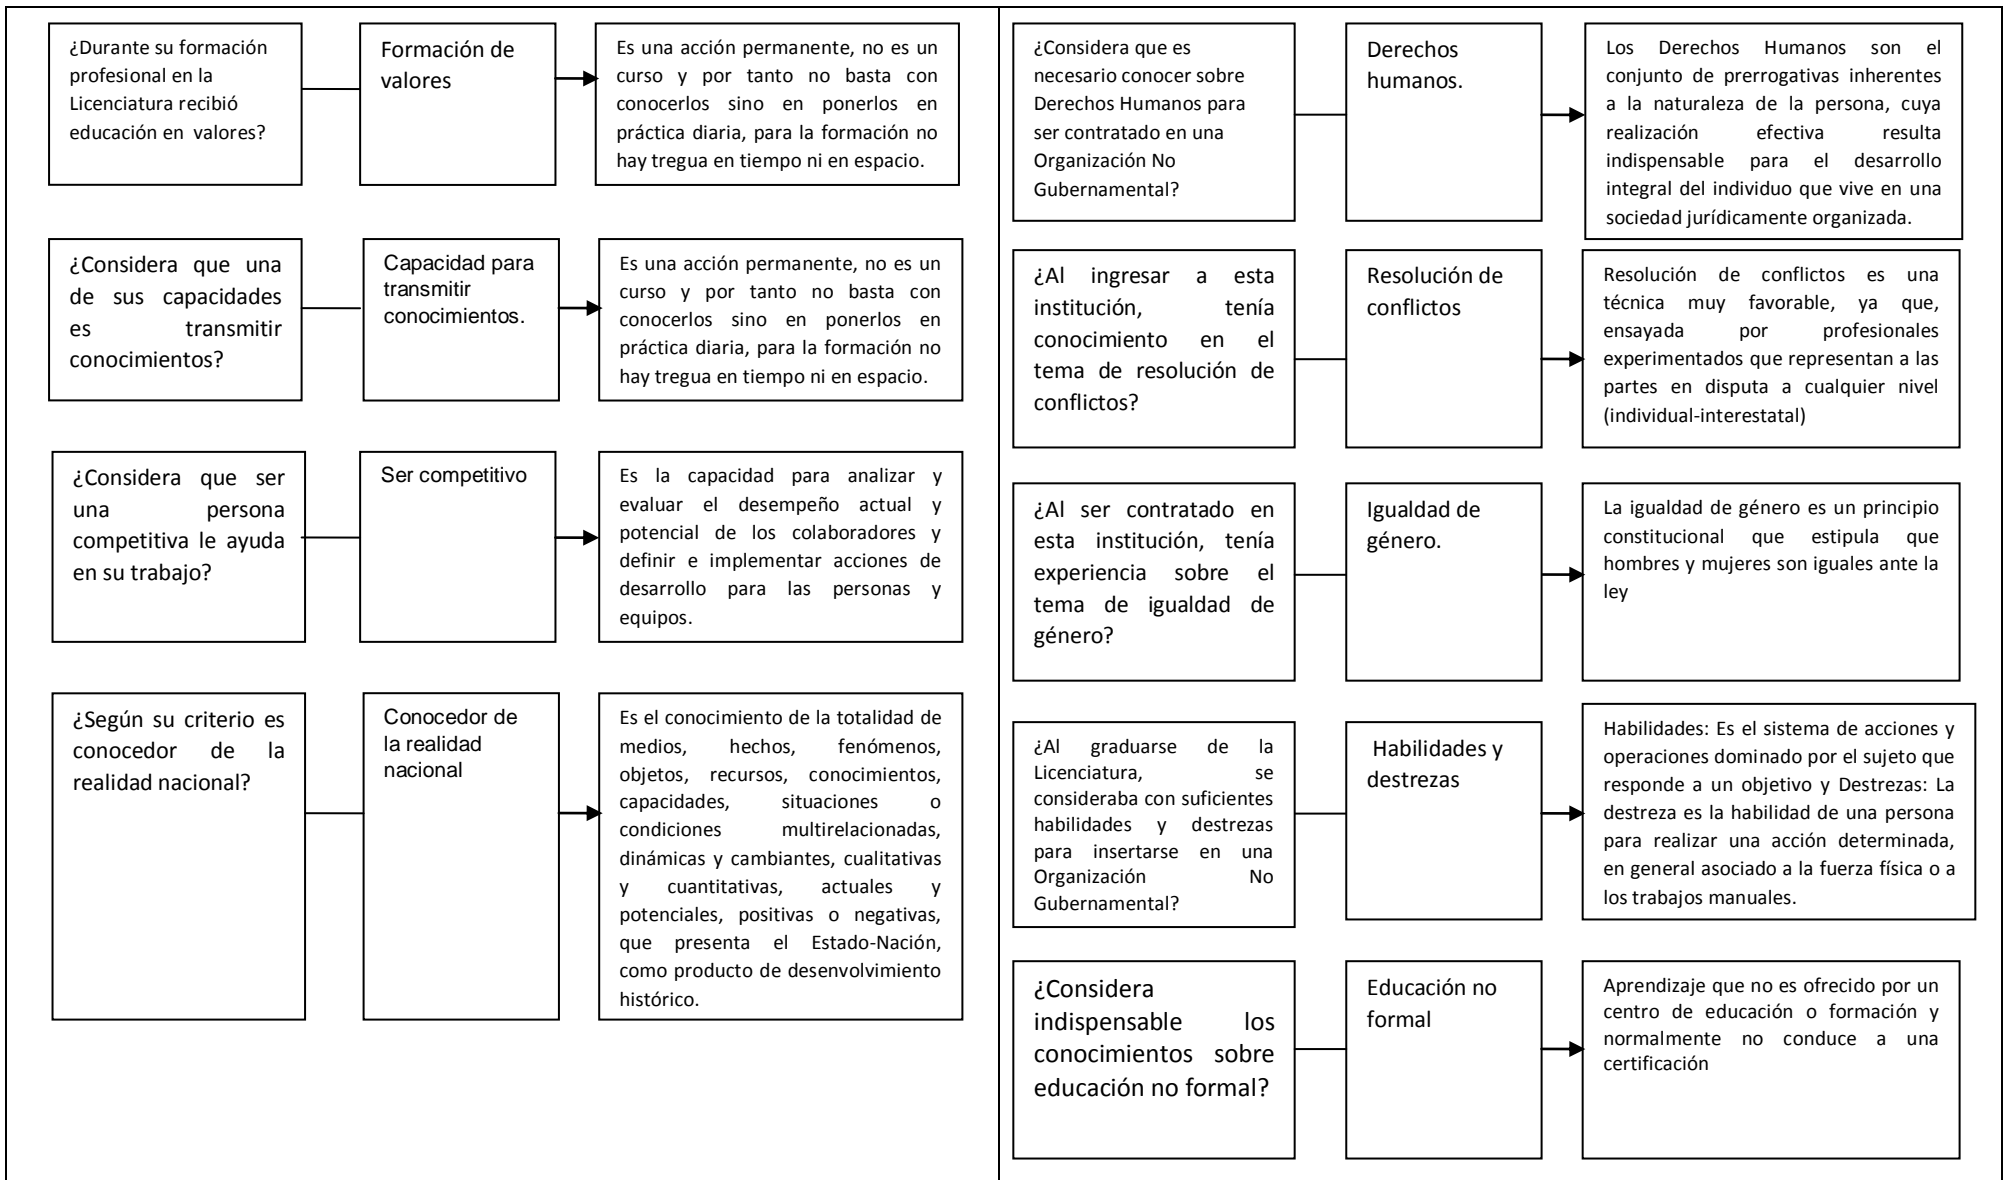 ¿Durante su formación
profesional en la
Licenciatura recibió
educación en valores?
Formación de
valores
Es una acción permanente, no es un
curso y por tanto no basta con
conocerlos sino en ponerlos en
práctica diaria, para la formación no
hay tregua en tiempo ni en espacio.
¿Considera que una
de sus capacidades
es transmitir
conocimientos?
Capacidad para
transmitir
conocimientos.
Es una acción permanente, no es un
curso y por tanto no basta con
conocerlos sino en ponerlos en
práctica diaria, para la formación no
hay tregua en tiempo ni en espacio.
¿Considera que ser
una persona
competitiva le ayuda
en su trabajo?
Ser competitivo
Es la capacidad para analizar y
evaluar el desempeño actual y
potencial de los colaboradores y
definir e implementar acciones de
desarrollo para las personas y
equipos.
¿Según su criterio es
conocedor de la
realidad nacional?
Conocedor de
la realidad
nacional
Es el conocimiento de la totalidad de
medios, hechos, fenómenos,
objetos, recursos, conocimientos,
capacidades, situaciones o
condiciones multirelacionadas,
dinámicas y cambiantes, cualitativas
y cuantitativas, actuales y
potenciales, positivas o negativas,
que presenta el Estado-Nación,
como producto de desenvolvimiento
histórico.
¿Considera que es
necesario conocer sobre
Derechos Humanos para
ser contratado en una
Organización No
Gubernamental?
Derechos
humanos.
Los Derechos Humanos son el
conjunto de prerrogativas inherentes
a la naturaleza de la persona, cuya
realización efectiva resulta
indispensable para el desarrollo
integral del individuo que vive en una
sociedad jurídicamente organizada.
¿Al ingresar a esta
institución, tenía
conocimiento en el
tema de resolución de
conflictos?
Resolución de
conflictos
Resolución de conflictos es una
técnica muy favorable, ya que,
ensayada por profesionales
experimentados que representan a las
partes en disputa a cualquier nivel
(individual-interestatal)
¿Al ser contratado en
esta institución, tenía
experiencia sobre el
tema de igualdad de
género?
Igualdad de
género.
La igualdad de género es un principio
constitucional que estipula que
hombres y mujeres son iguales ante la
ley
¿Al graduarse de la
Licenciatura, se
consideraba con suficientes
habilidades y destrezas
para insertarse en una
Organización No
Gubernamental?
Habilidades y
destrezas
Habilidades: Es el sistema de acciones y
operaciones dominado por el sujeto que
responde a un objetivo y Destrezas: La
destreza es la habilidad de una persona
para realizar una acción determinada,
en general asociado a la fuerza física o a
los trabajos manuales.
¿Considera
indispensable los
conocimientos sobre
educación no formal?
Educación no
formal
Aprendizaje que no es ofrecido por un
centro de educación o formación y
normalmente no conduce a una
certificación